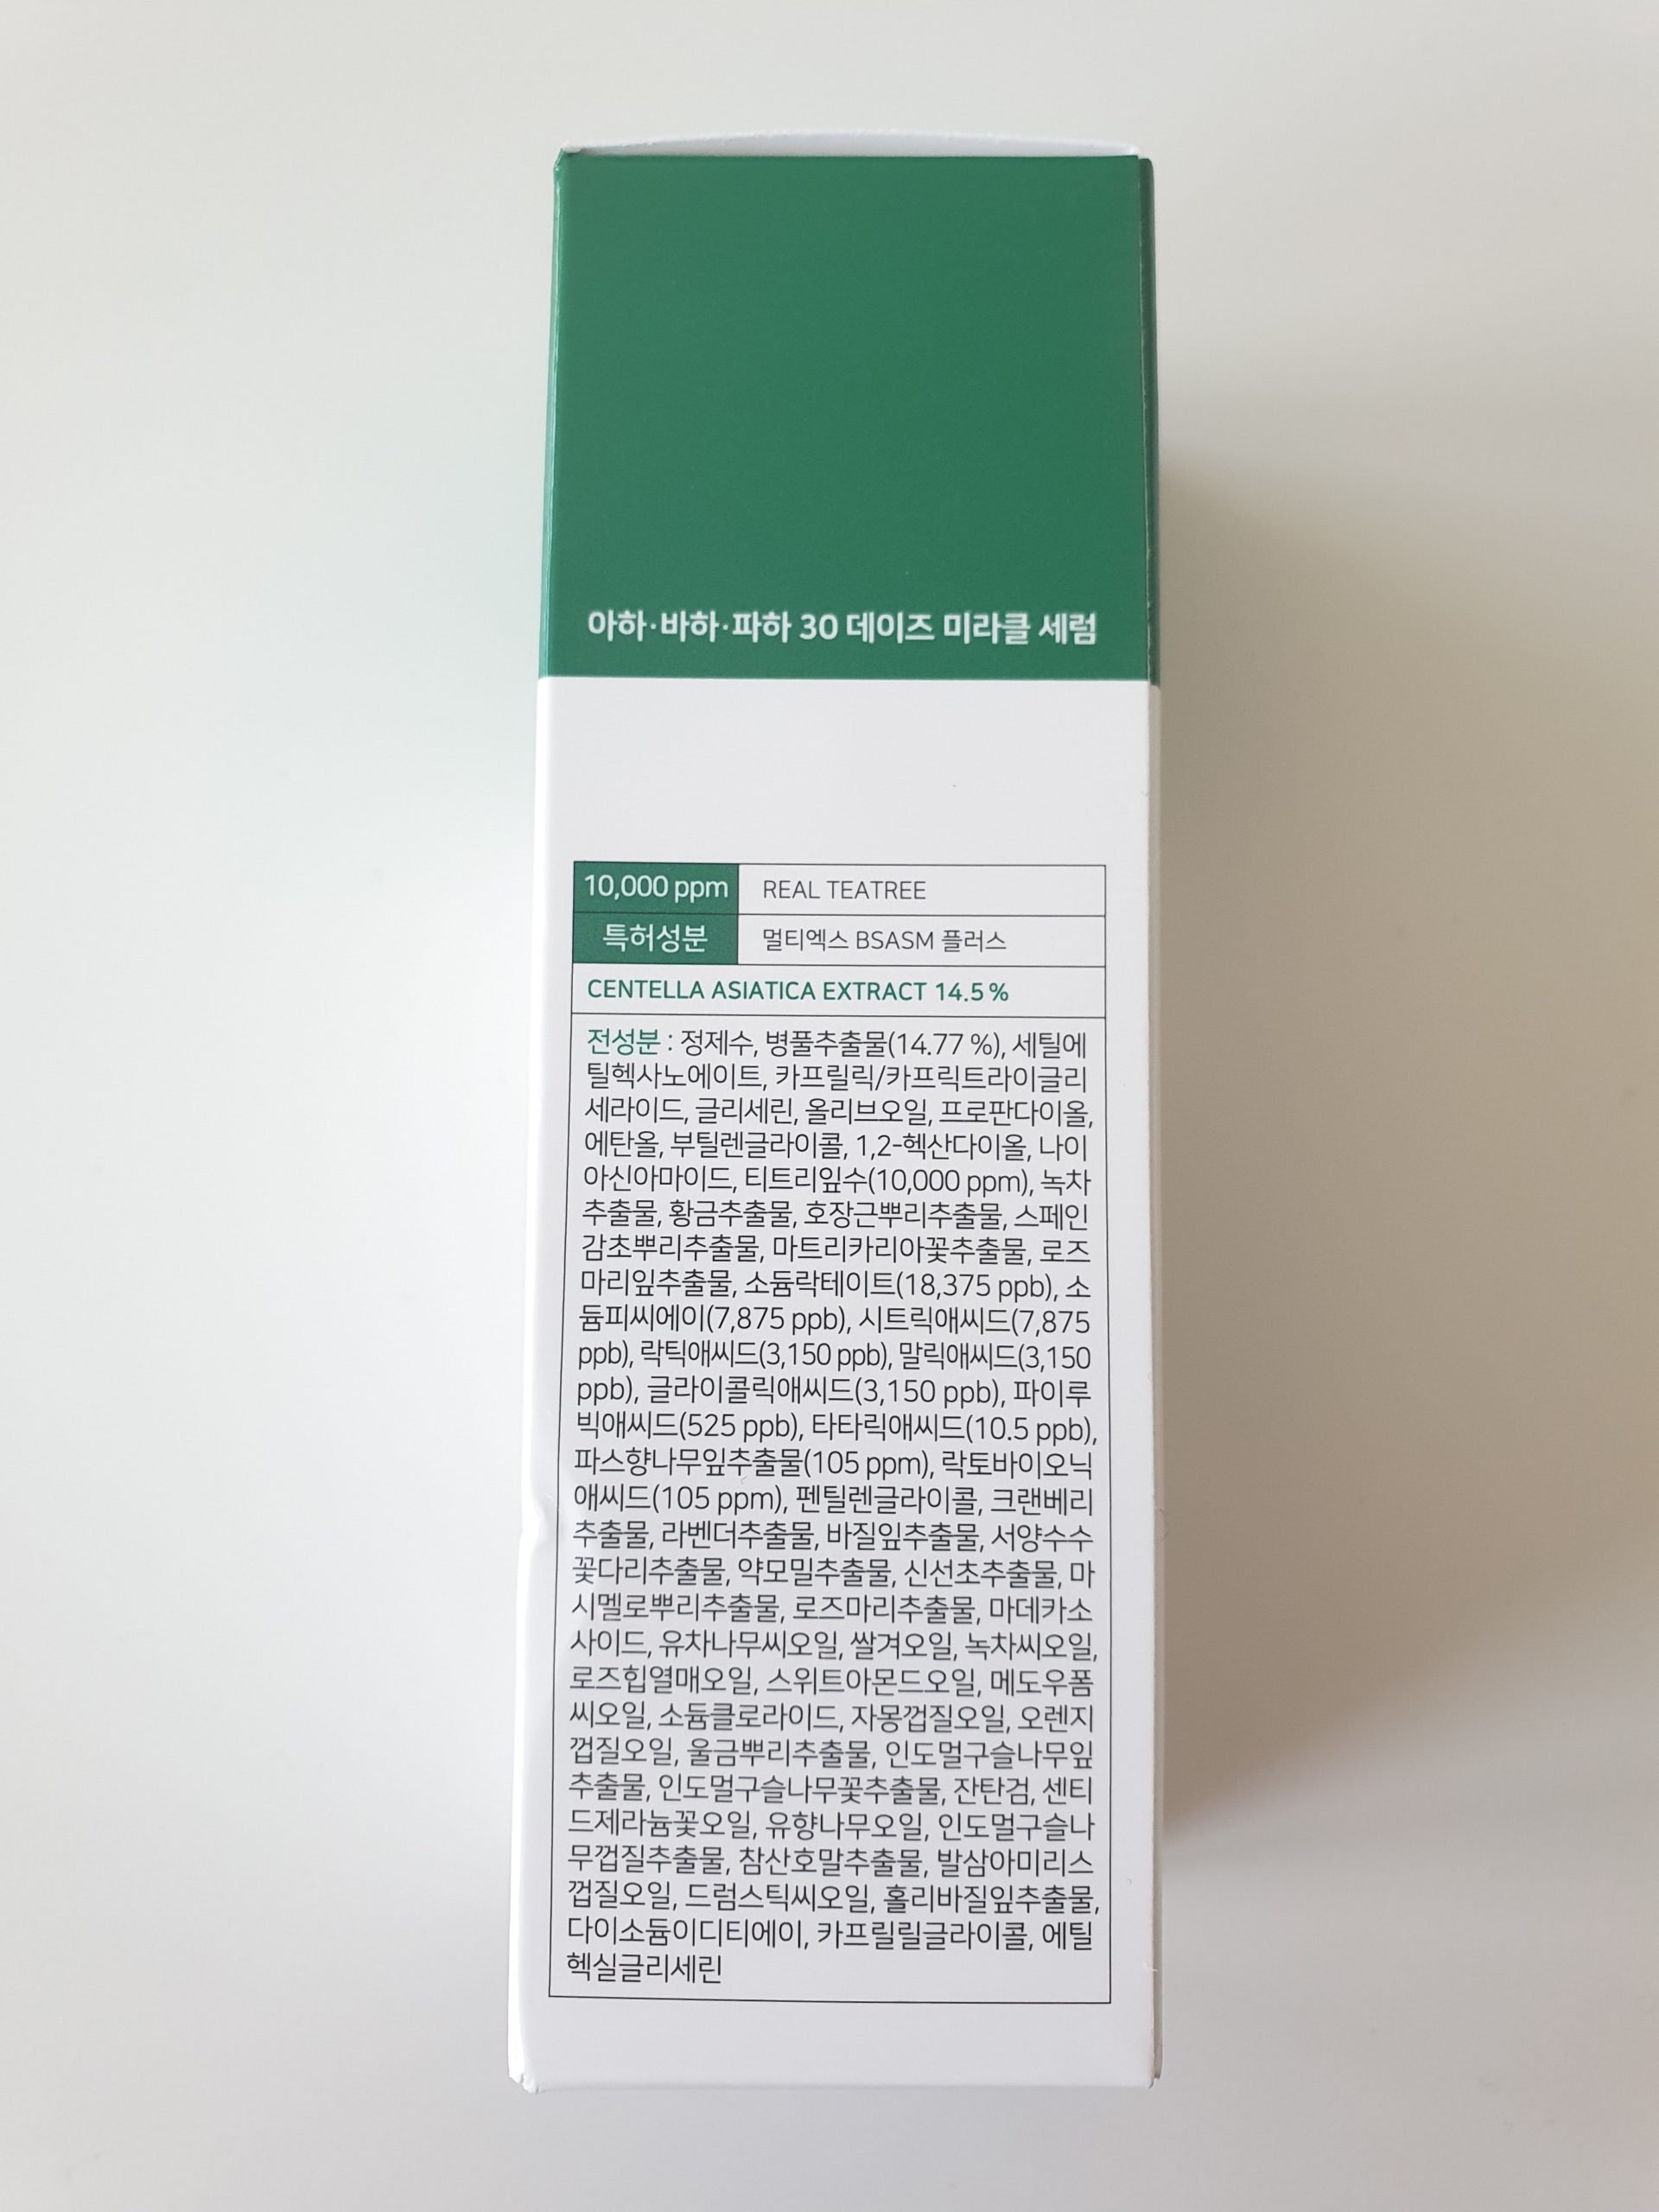 아하·바하·파하 30 데이즈 미라클 세럼
10,000 ppm REAL TEATREE
특허성분 멀티엑스 BSASM 플러스
CENTELLA ASIATICA EXTRACT 14.5%
전성분 : 정제수, 병풀추출물(14.77 %), 세틸에
틸헥사노에이트, 카프릴릭/카프릭트라이글리
세라이드, 글리세린, 올리브오일, 프로판다이올,
에탄올, 부틸렌글라이콜, 1,2-헥산다이올, 나이
아신아마이드, 티트리잎수(10,000 ppm), 녹차
추출물, 황금추출물, 호장근뿌리추출물, 스페인
감초뿌리추출물, 마트리카리아꽃추출물, 로즈
마리잎추출물, 소듐락테이트(18,375 ppb), 소
듐피씨에이(7,875 ppb), 시트릭애씨드(7,875
ppb), 락틱애씨드(3,150 ppb), 말릭애씨드(3,150
ppb), 글라이콜릭애씨드(3,150 ppb), 파이루
빅애씨드(525 ppb), 타타릭애씨드(10.5 ppb),
파스향나무잎추출물(105 ppm), 락토바이오닉
애씨드(105 ppm), 펜틸렌글라이콜, 크랜베리
추출물, 라벤더추출물, 바질잎추출물, 서양수수
꽃다리추출물, 약모밀추출물, 신선초추출물, 마
시멜로뿌리추출물, 로즈마리추출물, 마데카소
사이드, 유차나무씨오일, 쌀겨오일, 녹차씨오일,
로즈힙열매오일, 스위트아몬드오일, 메도우폼
씨오일, 소듐클로라이드, 자몽껍질오일, 오렌지
껍질오일, 울금뿌리추출물, 인도멀구슬나무잎
추출물, 인도멀구슬나무꽃추출물, 잔탄검, 센티
드제라늄꽃오일, 유향나무오일, 인도멀구슬나
무껍질추출물, 참산호말추출물, 발삼아미리스
껍질오일, 드럼스틱씨오일, 홀리바질잎추출물,
다이소듐이디티에이, 카프릴릴글라이콜, 에틸
헥실글리세린